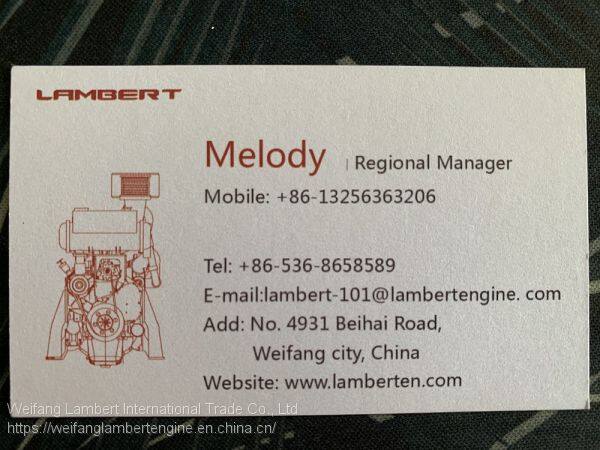 LAMBERT
Melody | Regional Manager
Mobile: +86-13256363206
Tel: +86-536-8658589
E-mail:lambert-101@lambertengine. com
Add: No. 4931 Beihai Road,
Weifang city, China
Website: www.lamberten.com
Weifang Lambert International Trade Co., Ltd
https://weifanglambertengine.en.china.cn/